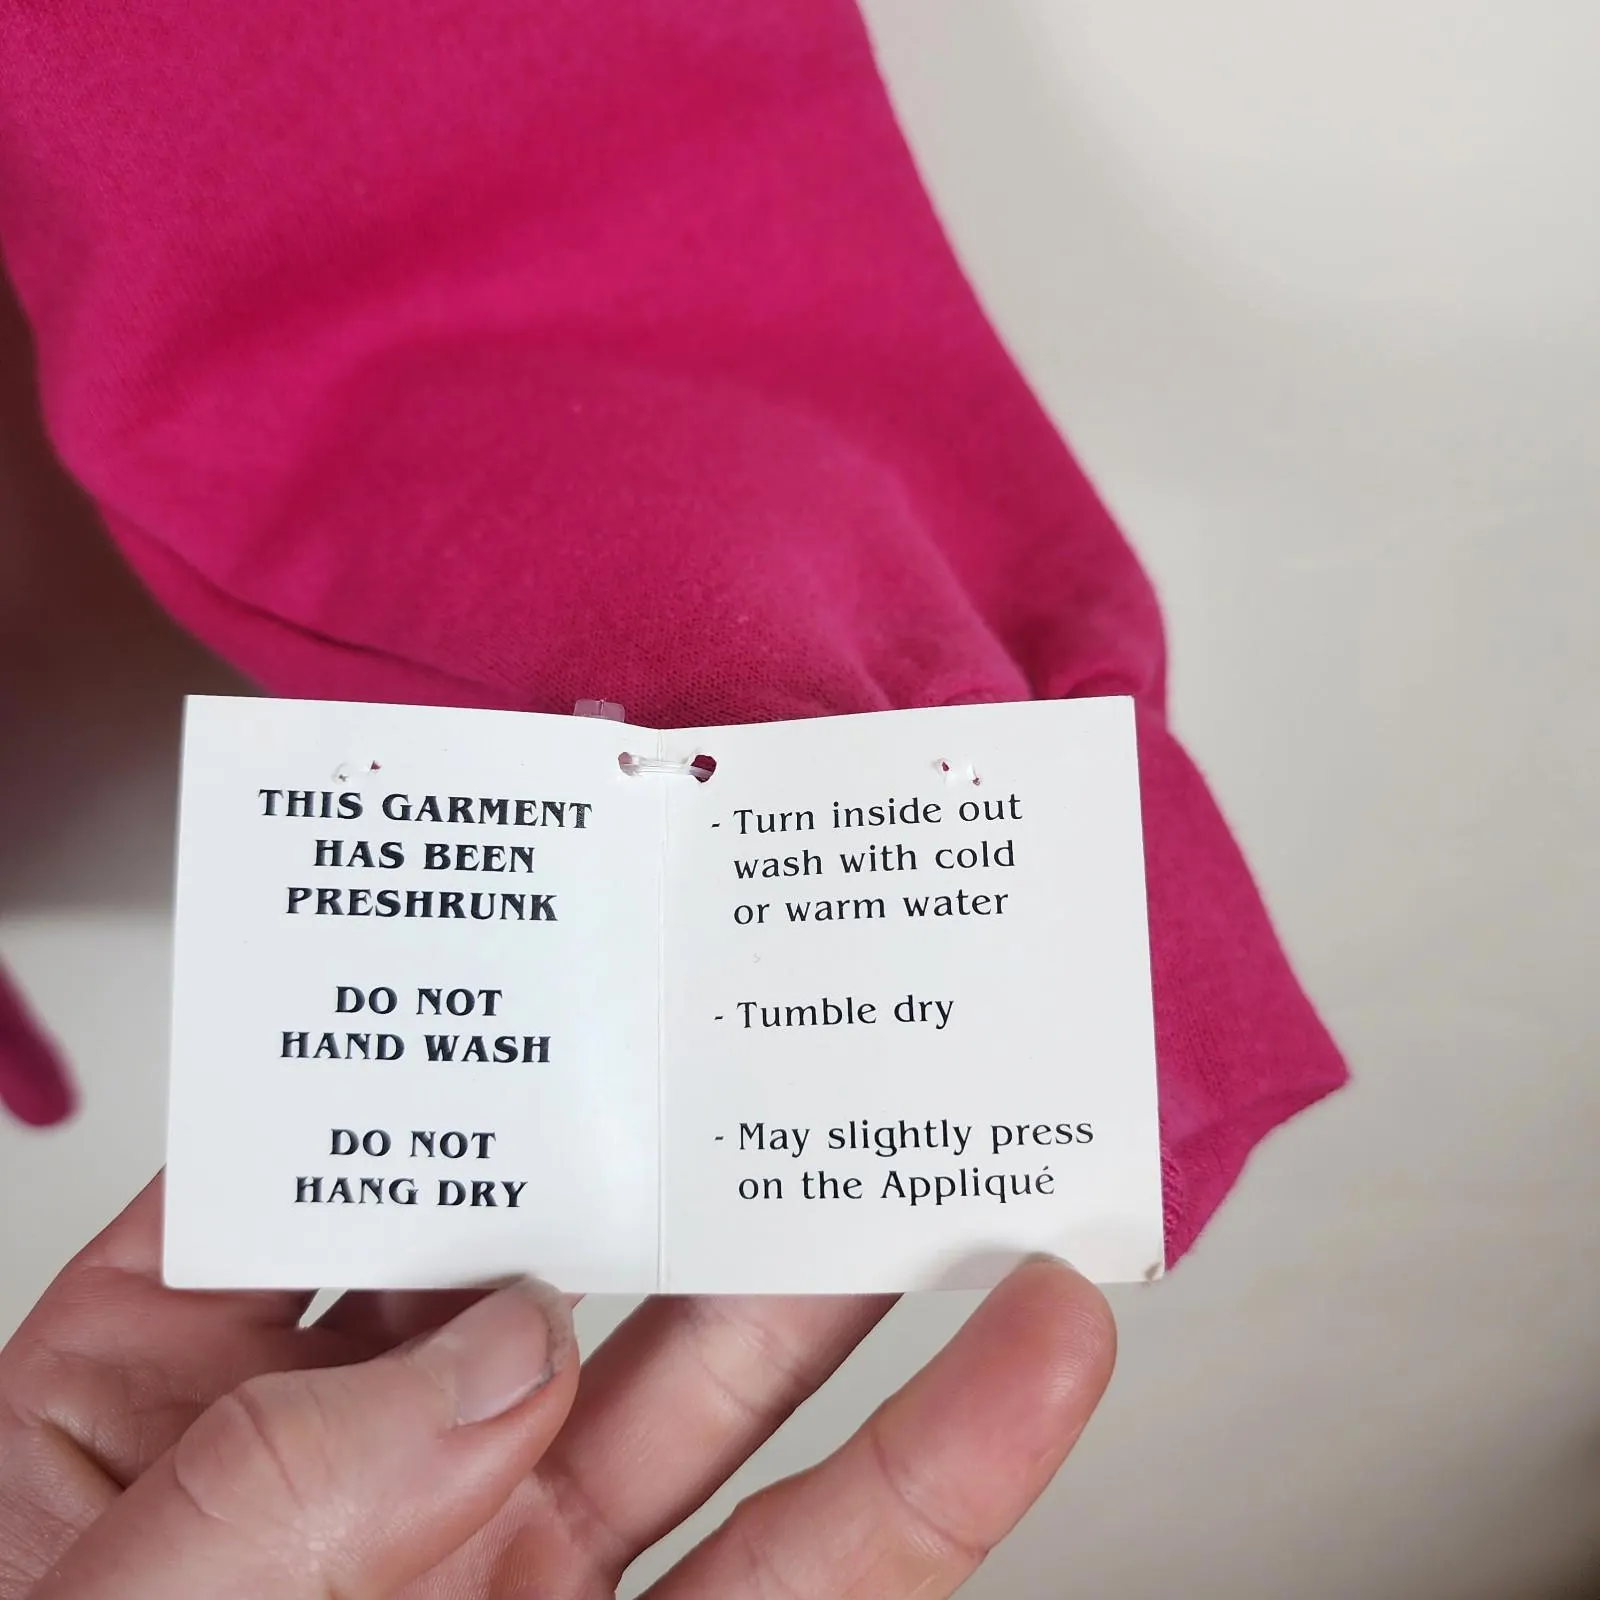 THIS GARMENT
HAS BEEN
PRESHRUNK
DO NOT
HAND WASH
DO NOT
HANG DRY
- Turn inside out
wash with cold
or warm water
- Tumble dry
- May slightly press
on the Appliqué